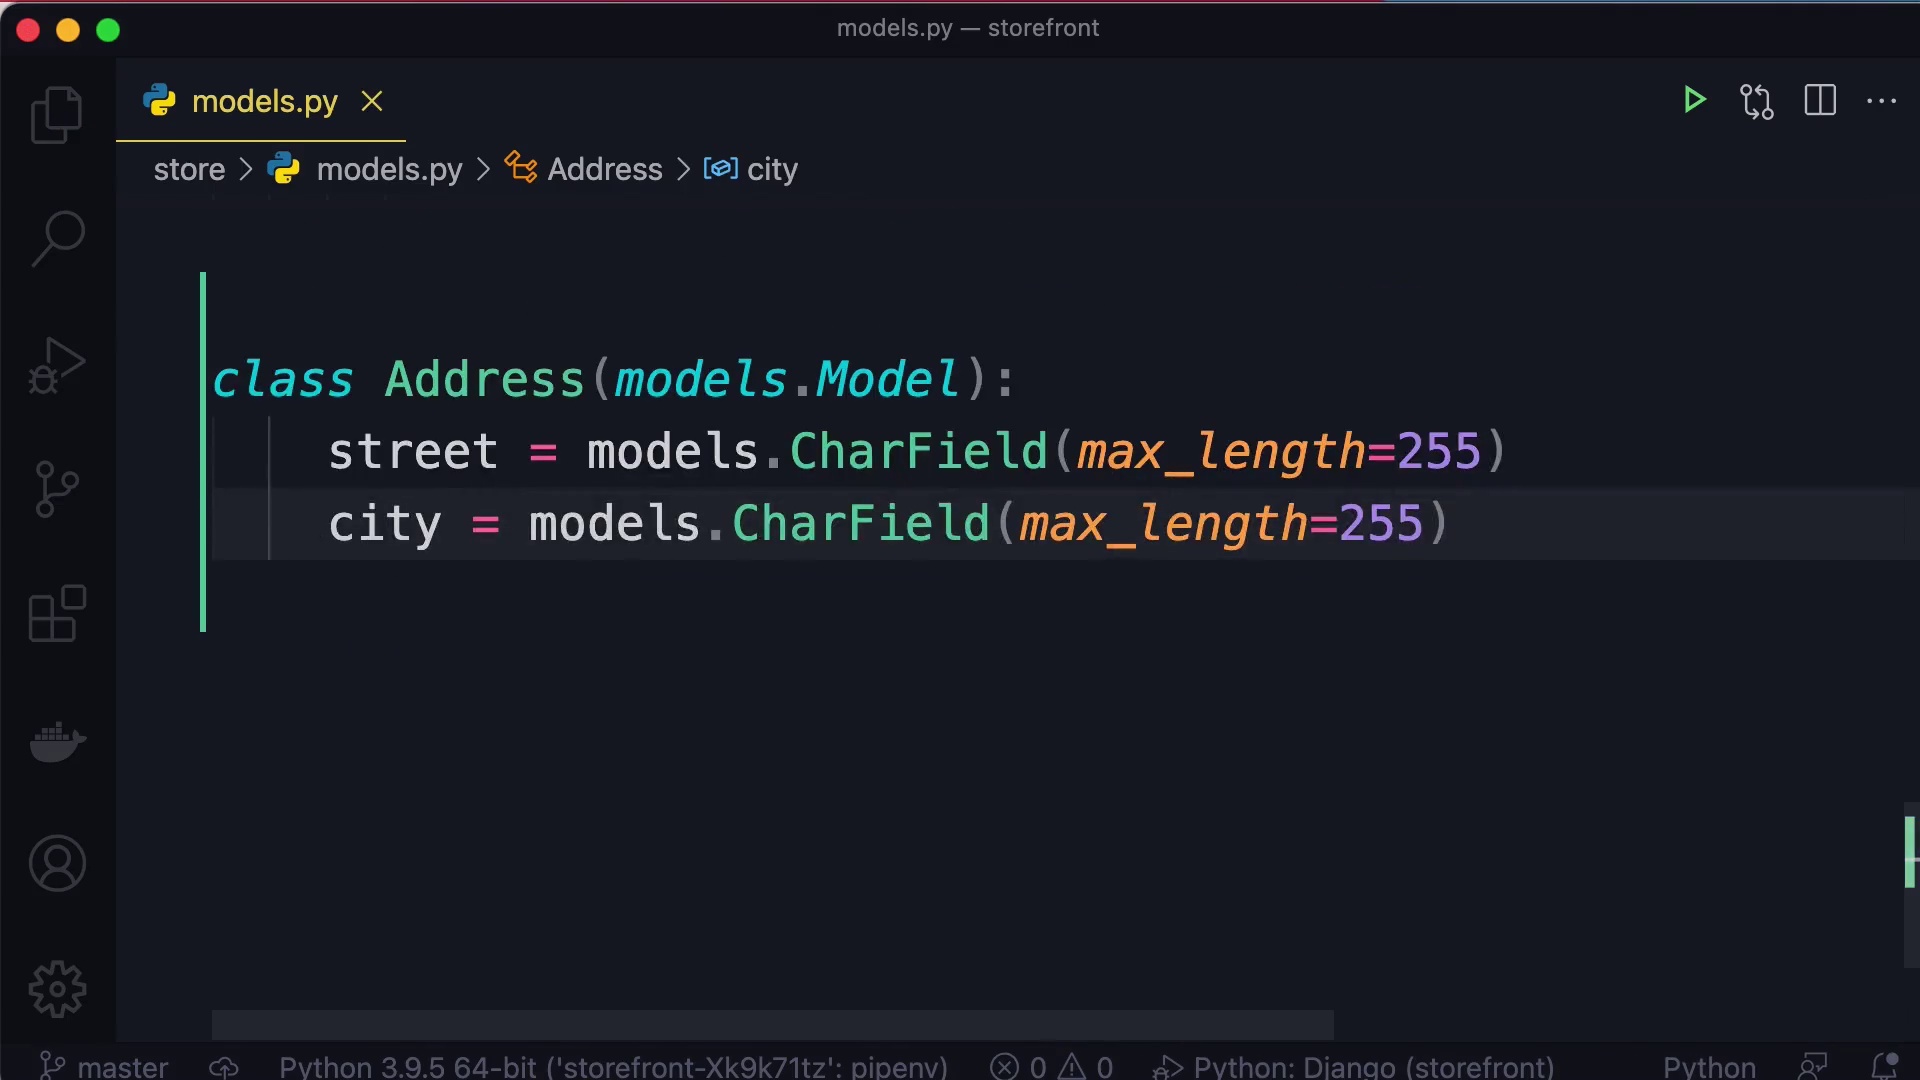 models.py — storefront
models.py
store > models.py > Address > city
class Address(models.Model):
    street = models.CharField(max_length=255)
    city = models.CharField(max_length=255)
master Python 3.9.5 64-bit ('storefront-Xk9k71tz': pipenv) 0 0 Python: Django (storefront) Python